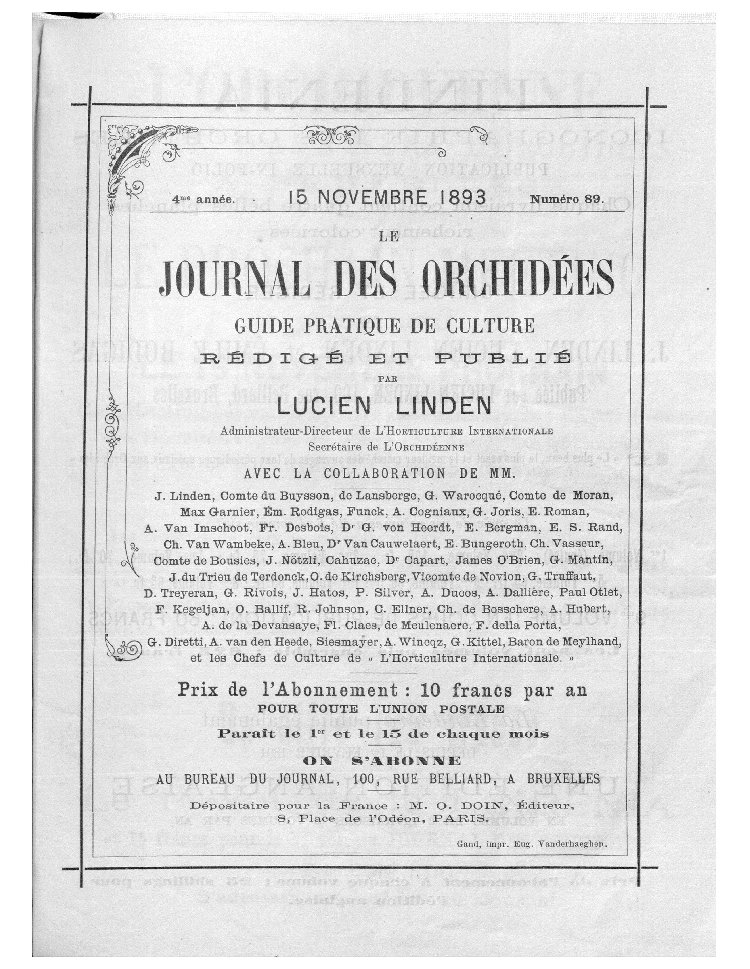 4me année. 15 NOVEMBRE 1893 Numéro 89.
LE
JOURNAL DES ORCHIDÉES
GUIDE PRATIQUE DE CULTURE
RÉDIGÉ ET PUBLIÉ
PAR
LUCIEN LINDEN
Administrateur-Directeur de L'HORTICULTURE INTERNATIONALE
Secrétaire de L'ORCHIDÉENNE
AVEC LA COLLABORATION DE MM.
J. Linden, Comte du Buysson, de Lansberge, G. Warocqué, Comte de Moran,
Max Garnier, Ém. Rodigas, Funck, A. Cogniaux, G. Joris, E. Roman,
A. Van Imschoot, Fr. Desbois, Dr G. von Heerdt, E. Bergman, E. S. Rand,
Ch. Van Wambeke, A. Bleu, Dr Van Cauwelaert, E. Bungeroth, Ch. Vasseur,
Comte de Bousies, J. Nötzli, Cahuzac, Dr Capart, James O'Brien, G. Mantin,
J. du Trieu de Terdonck, O. de Kirchsberg, Vicomte de Novion, G. Truffaut,
D. Treyeran, G. Rivois, J. Hatos, P. Silver, A. Ducos, A. Dallière, Paul Otlet,
F. Kegeljan, O. Ballif, R. Johnson, C. Ellner, Ch. de Bosschere, A. Hubert,
A. de la Devansaye, Fl. Claes, de Meulenaere, F. della Porta,
G. Diretti, A. van den Heede, Siesmayer, A. Wincqz, G. Kittel, Baron de Meylhand,
et les Chefs de Culture de « L'Horticulture Internationale. »
Prix de l'Abonnement : 10 francs par an
POUR TOUTE L'UNION POSTALE
Paraît le 1er et le 15 de chaque mois
ON S'ABONNE
AU BUREAU DU JOURNAL, 100, RUE BELLIARD, A BRUXELLES
Dépositaire pour la France : M. O. DOIN, Éditeur,
8, Place de l'Odéon, PARIS.
Gand, impr. Eug. Vanderhaeghen.